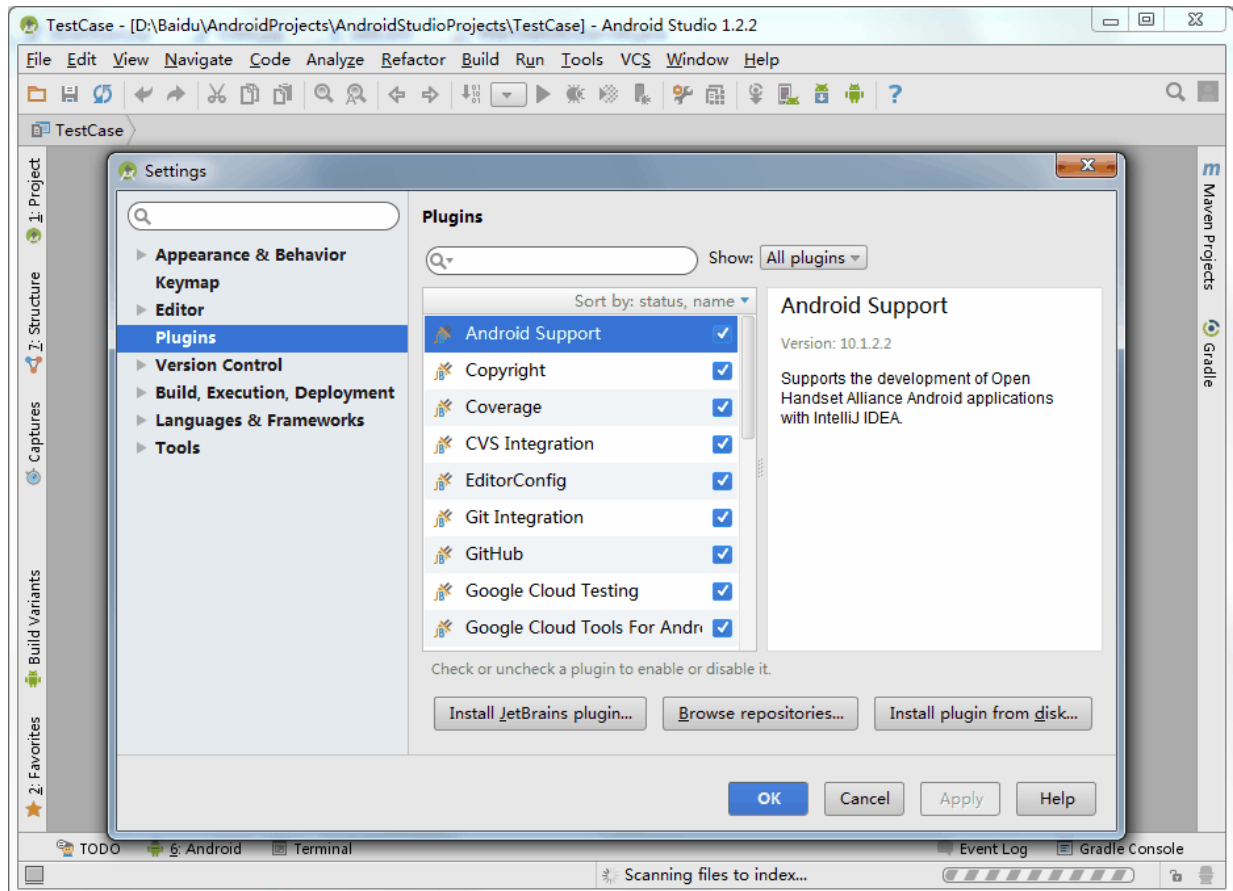 TestCase - [D:\Baidu\AndroidProjects\AndroidStudioProjects\TestCase] - Android Studio 1.2.2
File Edit View Navigate Code Analyze Refactor Build Run Tools VCS Window Help
TestCase
1: Project
7: Structure
Captures
Build Variants
2: Favorites
Settings
Appearance & Behavior
Keymap
Editor
Plugins
Version Control
Build, Execution, Deployment
Languages & Frameworks
Tools
Plugins
Show: All plugins
Sort by: status, name
Android Support
Copyright
Coverage
CVS Integration
EditorConfig
Git Integration
GitHub
Google Cloud Testing
Google Cloud Tools For Andr
Android Support
Version: 10.1.2.2
Supports the development of Open
Handset Alliance Android applications
with IntelliJ IDEA.
Check or uncheck a plugin to enable or disable it.
Install JetBrains plugin... Browse repositories... Install plugin from disk...
OK Cancel Apply Help
m Maven Projects
Gradle
TODO 6: Android Terminal Event Log Gradle Console
Scanning files to index...